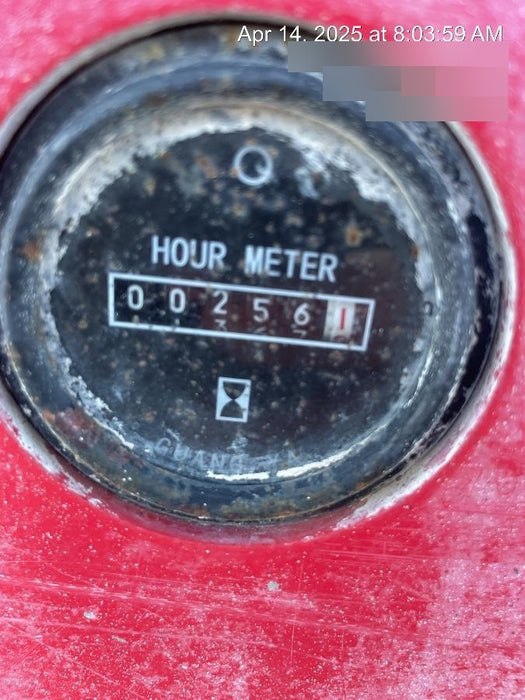 Apr 14, 2025 at 8:03:59 AM
HOUR METER
0 0 2 5 6 1